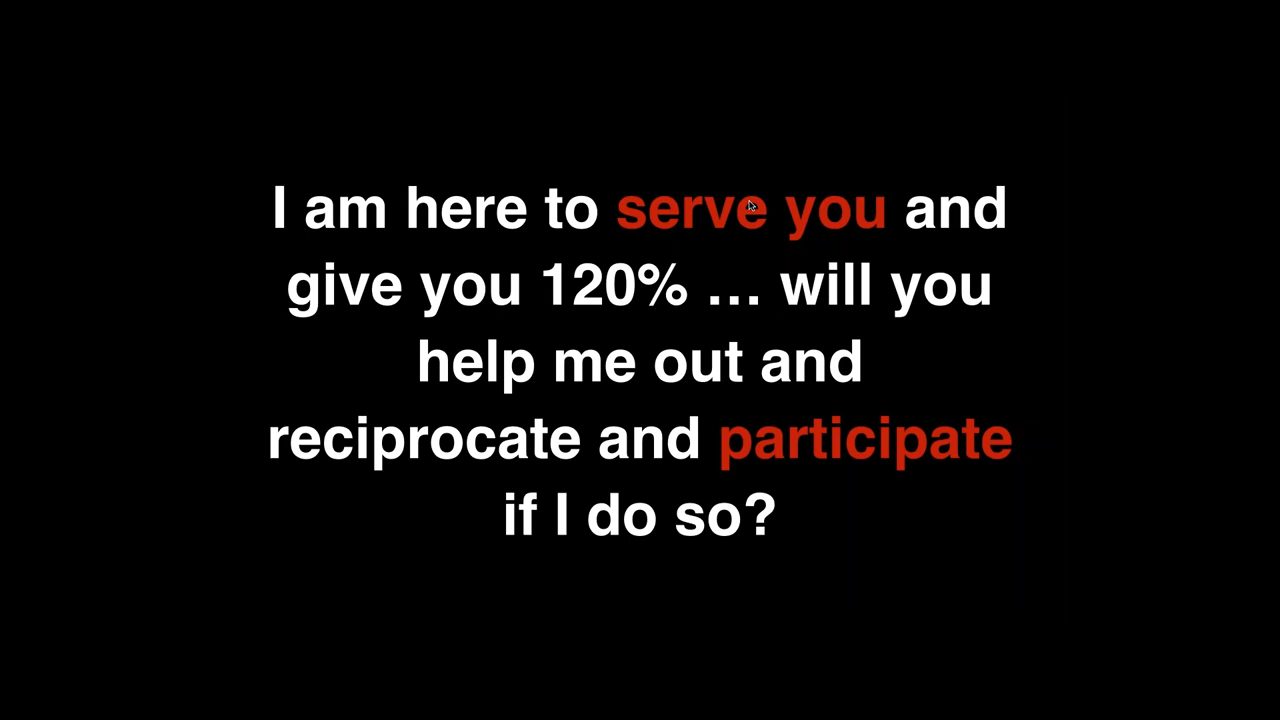 I am here to serve you and
give you 120% ... will you
help me out and
reciprocate and participate
if I do so?